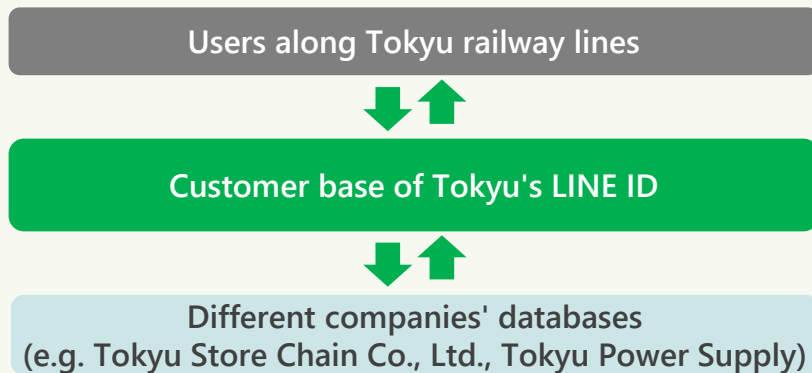 Users along Tokyu railway lines
Customer base of Tokyu's LINE ID
Different companies' databases
(e.g. Tokyu Store Chain Co., Ltd., Tokyu Power Supply)